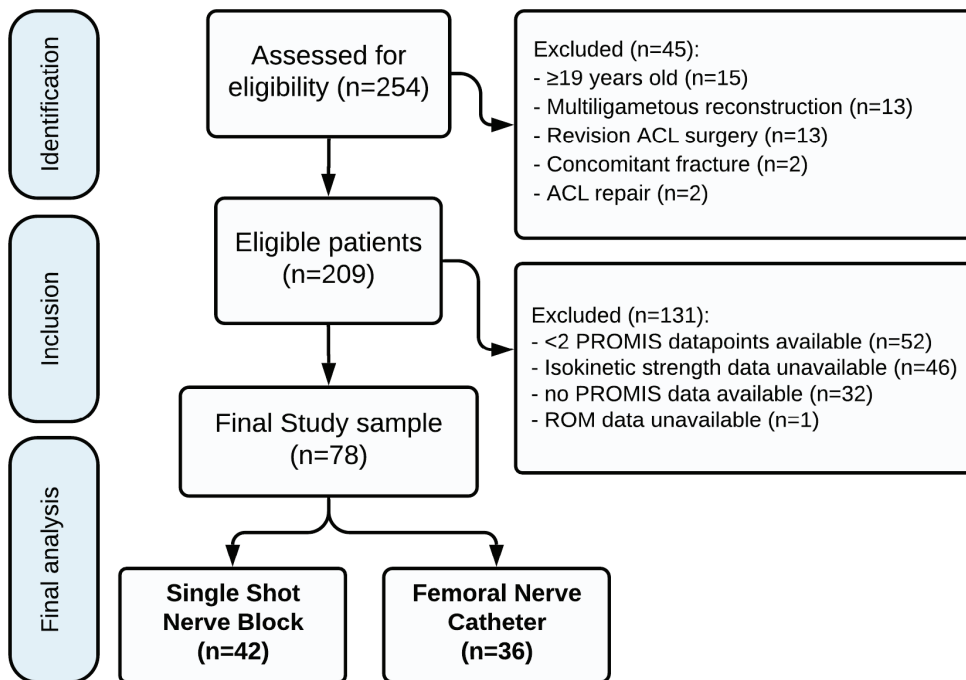 Identification
Assessed for
eligibility (n=254)
Excluded (n=45):
- ≥19 years old (n=15)
- Multiligametous reconstruction (n=13)
- Revision ACL surgery (n=13)
- Concomitant fracture (n=2)
- ACL repair (n=2)
Inclusion
Eligible patients
(n=209)
Excluded (n=131):
- <2 PROMIS datapoints available (n=52)
- Isokinetic strength data unavailable (n=46)
- no PROMIS data available (n=32)
- ROM data unavailable (n=1)
Final Study sample
(n=78)
Final analysis
Single Shot
Nerve Block
(n=42)
Femoral Nerve
Catheter
(n=36)